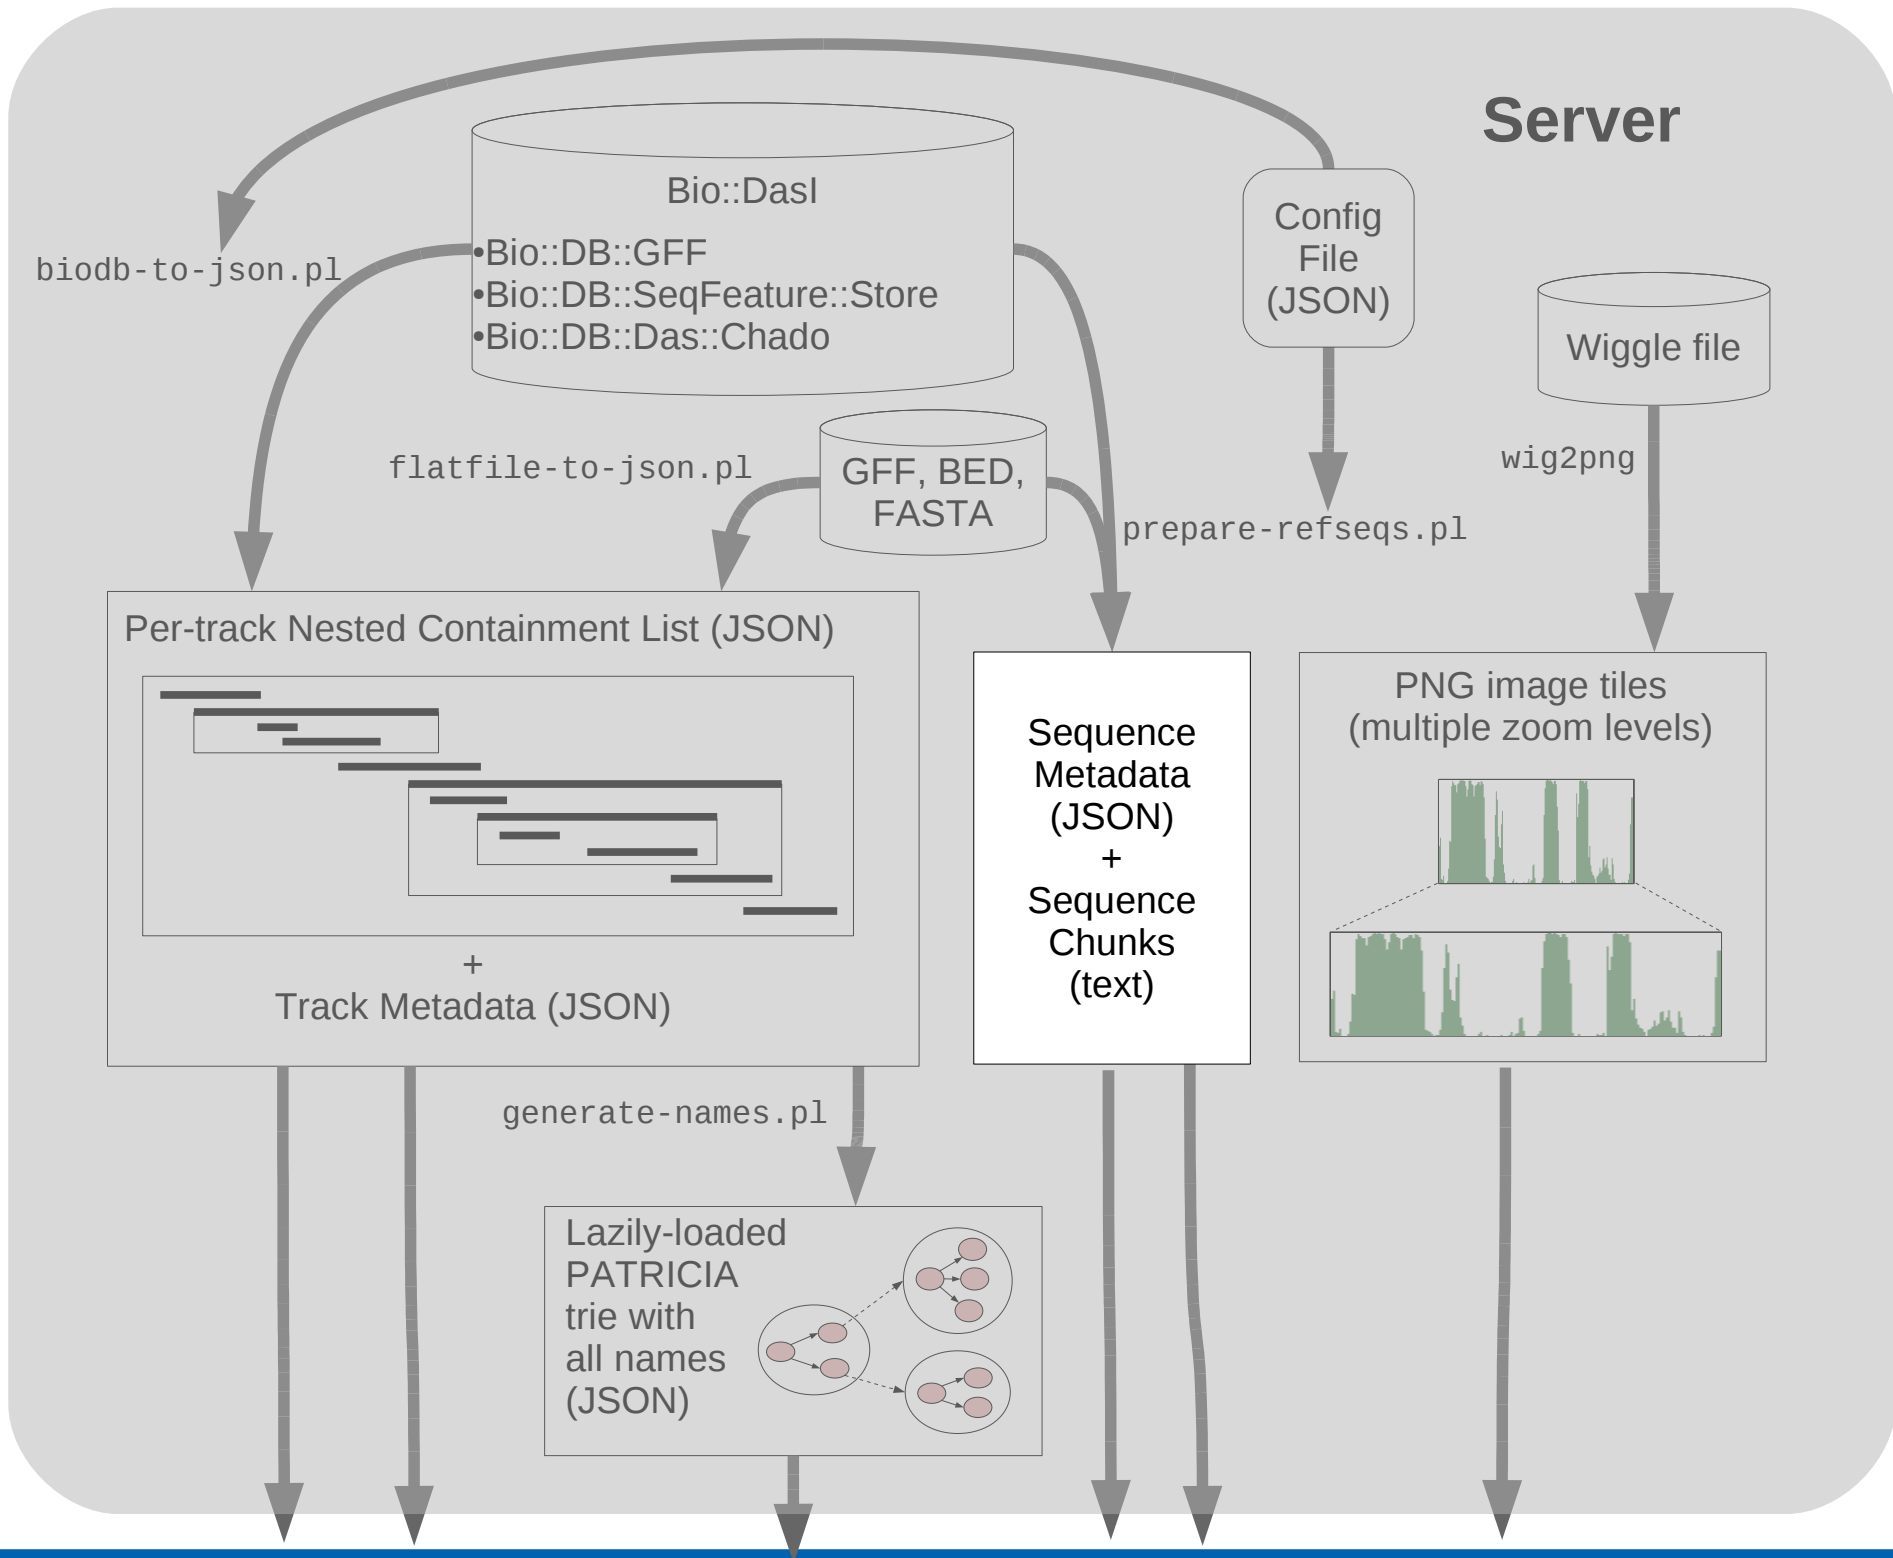 Server
Bio::DasI
•Bio::DB::GFF
•Bio::DB::SeqFeature::Store
•Bio::DB::Das::Chado
Config
File
(JSON)
biodb-to-json.pl
Wiggle file
flatfile-to-json.pl
GFF, BED,
FASTA
wig2png
prepare-refseqs.pl
Per-track Nested Containment List (JSON)
+
Track Metadata (JSON)
Sequence
Metadata
(JSON)
+
Sequence
Chunks
(text)
PNG image tiles
(multiple zoom levels)
generate-names.pl
Lazily-loaded
PATRICIA
trie with
all names
(JSON)